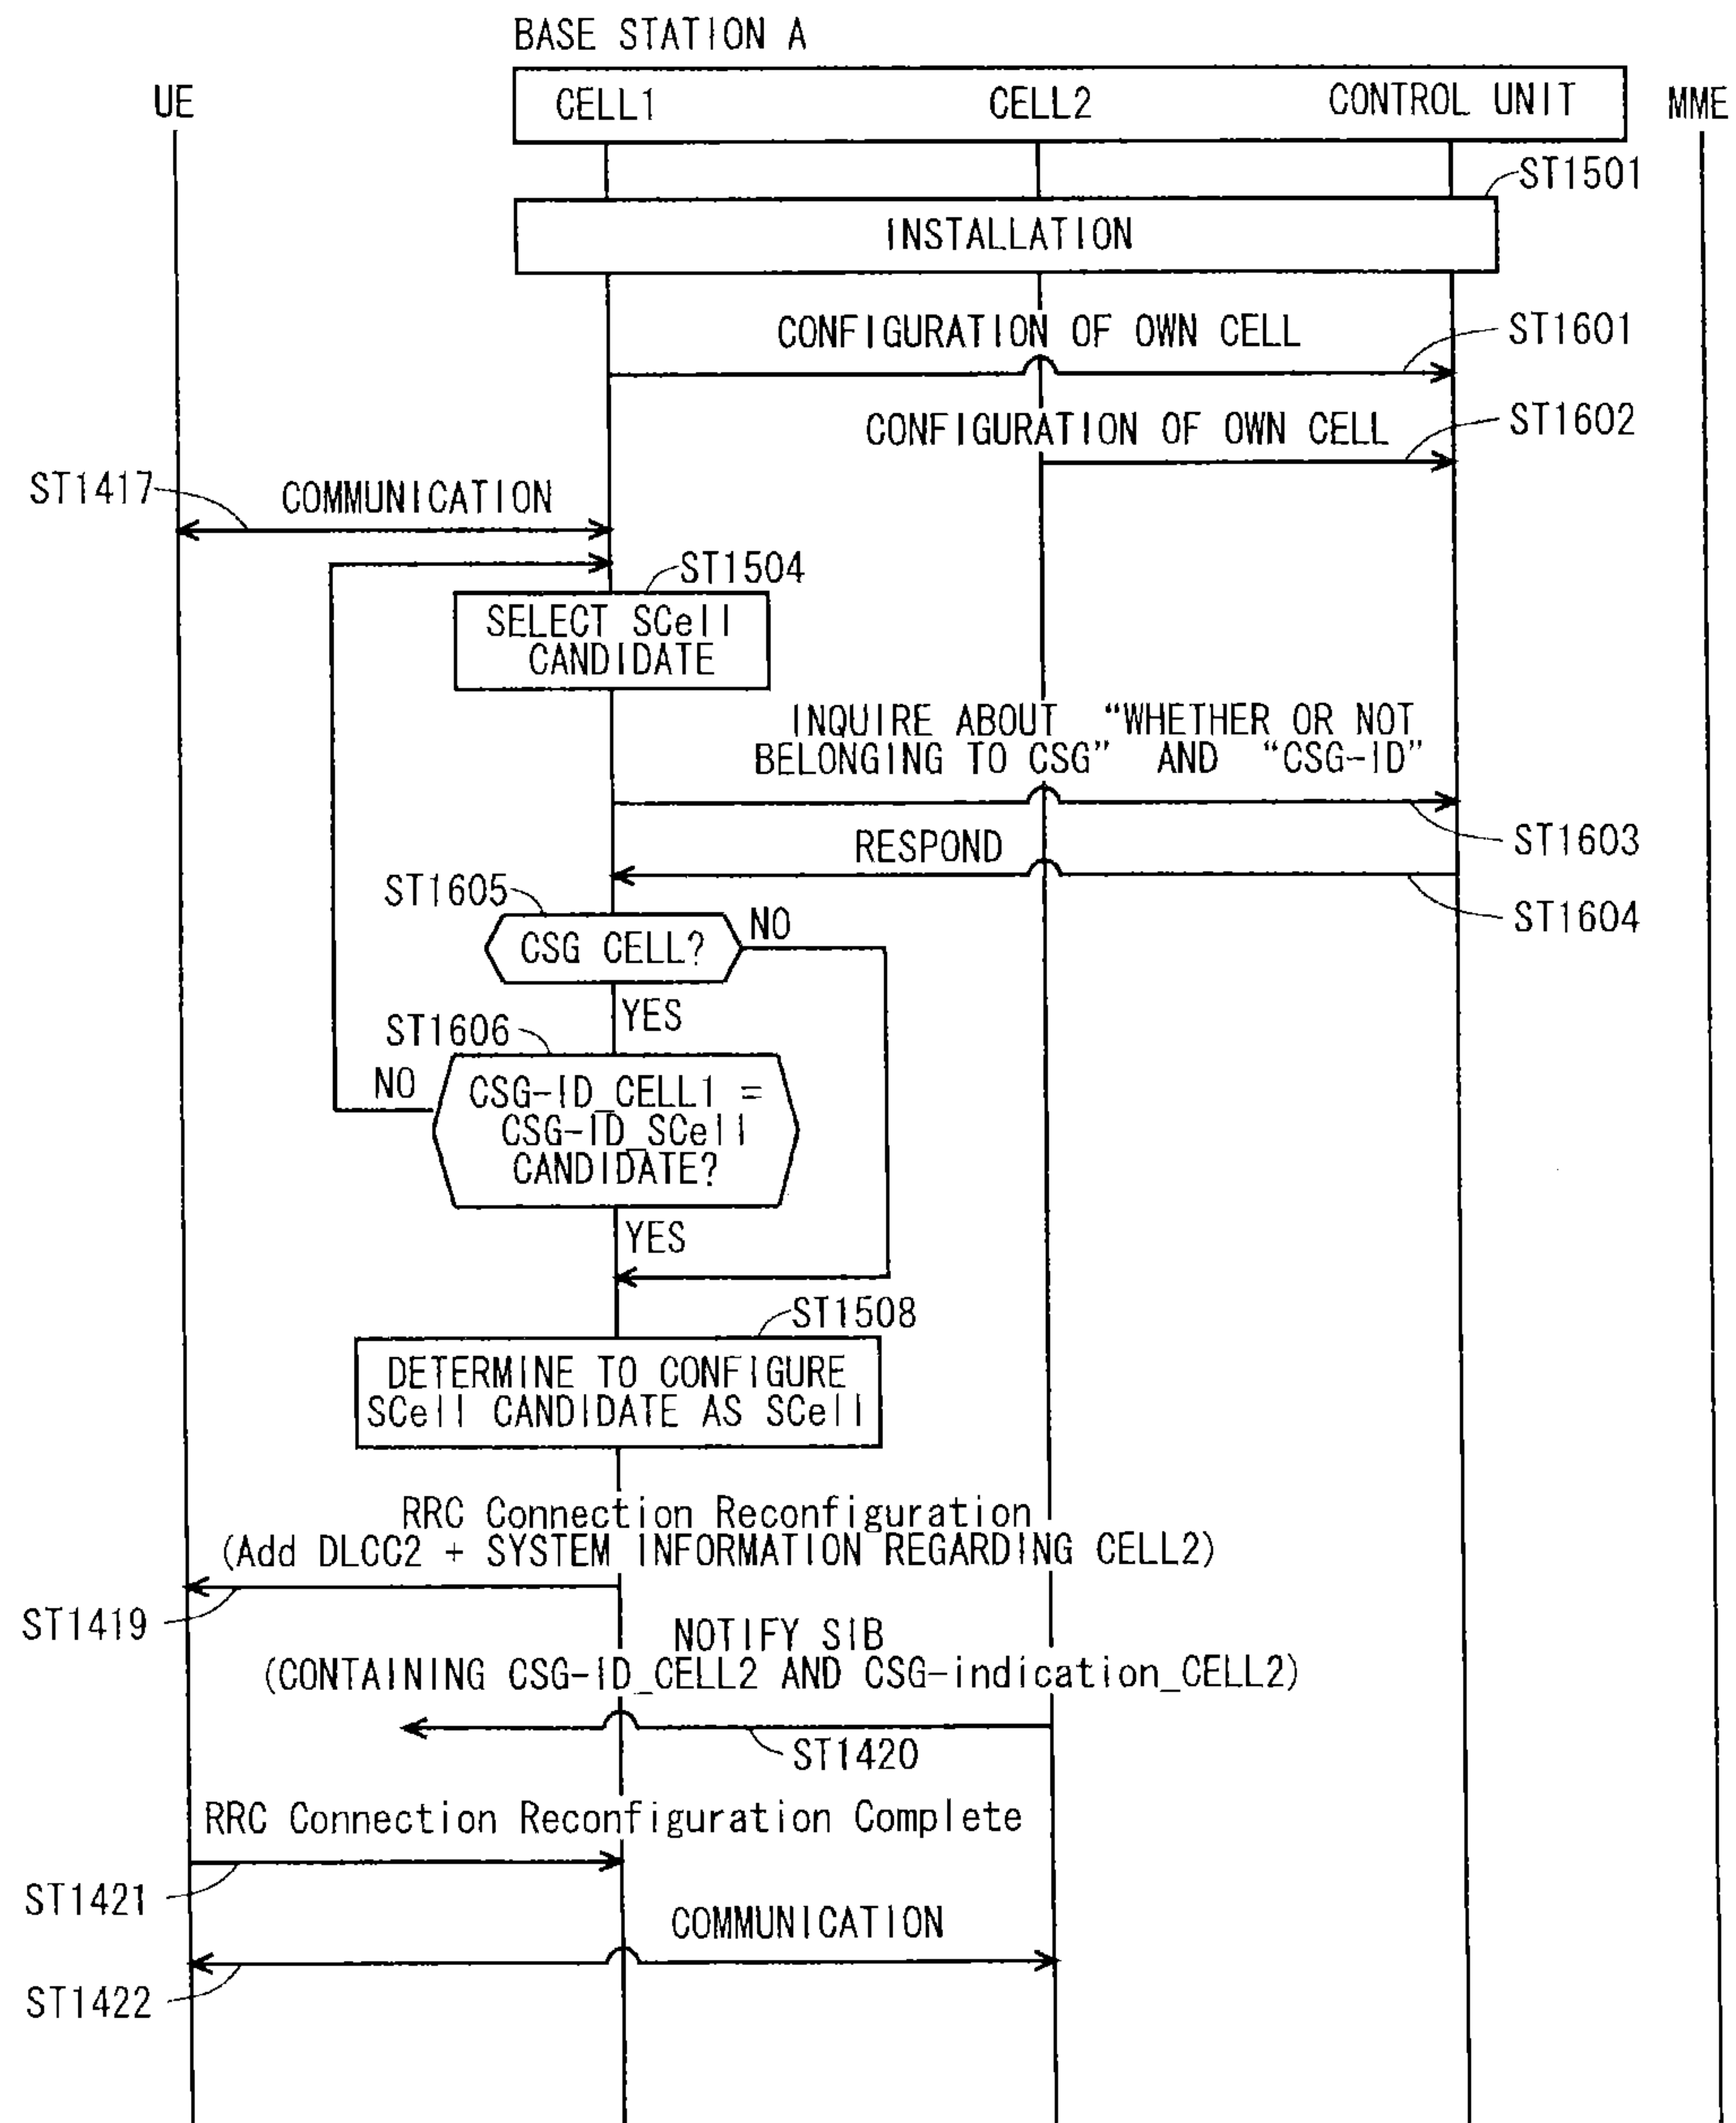 BASE STATION A
UE
CELL1
CELL2
CONTROL UNIT
MME
ST1501
INSTALLATION
CONFIGURATION OF OWN CELL
ST1601
CONFIGURATION OF OWN CELL
ST1602
ST1417
COMMUNICATION
ST1504
SELECT SCell
CANDIDATE
INQUIRE ABOUT “WHETHER OR NOT
BELONGING TO CSG” AND “CSG-ID”
ST1603
RESPOND
ST1604
ST1605
CSG CELL?
NO
YES
ST1606
NO
CSG-ID_CELL1 =
CSG-ID_SCell
CANDIDATE?
YES
ST1508
DETERMINE TO CONFIGURE
SCell CANDIDATE AS SCell
RRC Connection Reconfiguration
(Add DLCC2 + SYSTEM INFORMATION REGARDING CELL2)
ST1419
NOTIFY SIB
(CONTAINING CSG-ID_CELL2 AND CSG-indication_CELL2)
ST1420
RRC Connection Reconfiguration Complete
ST1421
COMMUNICATION
ST1422